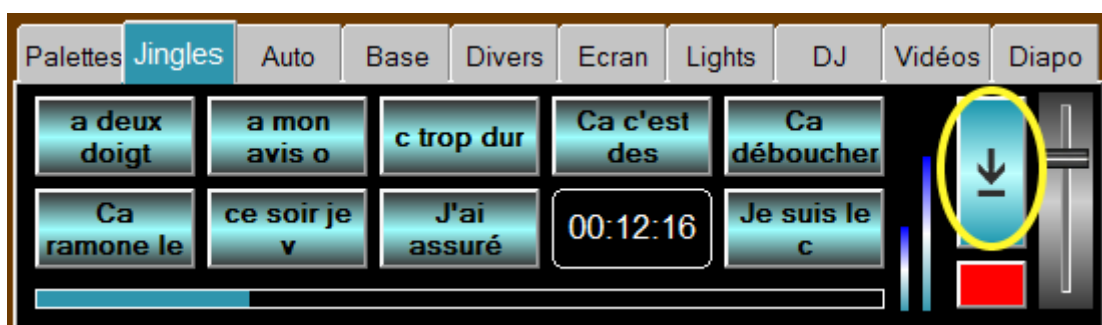 Palettes Jingles Auto Base Divers Ecran Lights DJ Vidéos Diapo
a deux doigt
a mon avis o
c trop dur
Ca c'est des
Ca déboucher
Ca ramone le
ce soir je v
J'ai assuré
00:12:16
Je suis le c